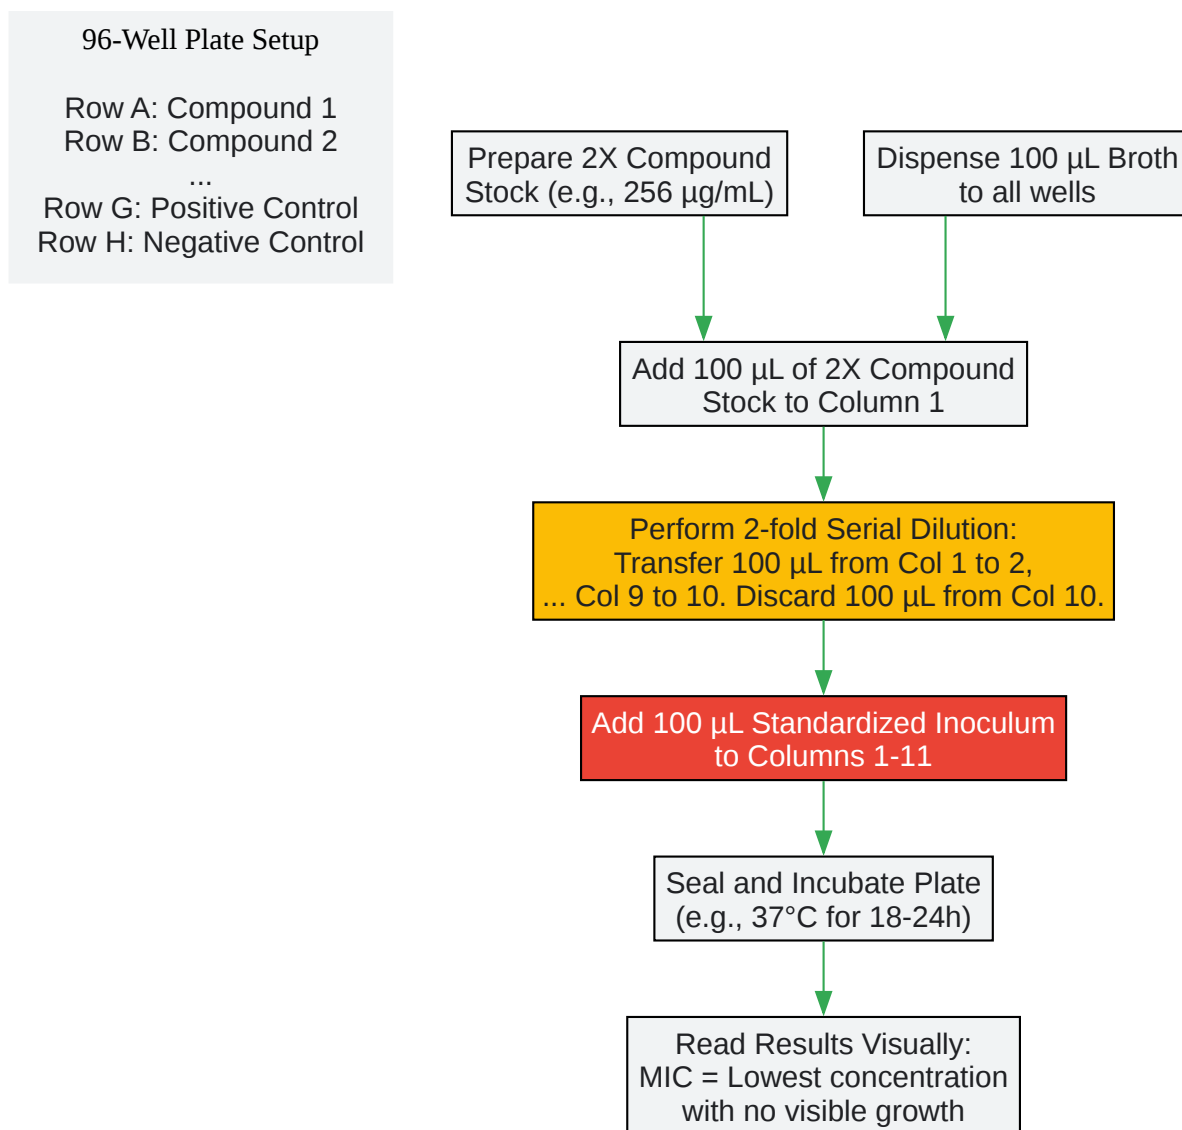 96-Well Plate Setup
Row A: Compound 1
Row B: Compound 2
...
Row G: Positive Control
Row H: Negative Control
Prepare 2X Compound
Stock (e.g., 256 µg/mL)
Dispense 100 µL Broth
to all wells
Add 100 µL of 2X Compound
Stock to Column 1
Perform 2-fold Serial Dilution:
Transfer 100 µL from Col 1 to 2,
... Col 9 to 10. Discard 100 µL from Col 10.
Add 100 µL Standardized Inoculum
to Columns 1-11
Seal and Incubate Plate
(e.g., 37°C for 18-24h)
Read Results Visually:
MIC = Lowest concentration
with no visible growth